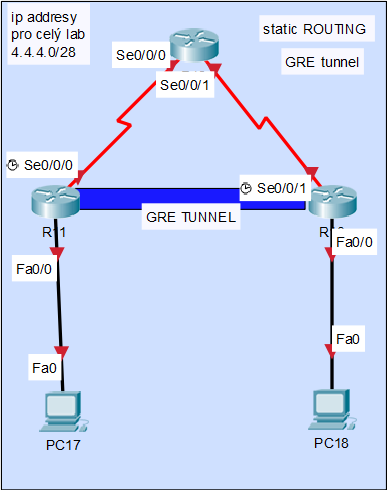 ip addresy
pro celý lab
4.4.4.0/28
static ROUTING
GRE tunnel
Se0/0/0
Se0/0/1
Se0/0/0
Se0/0/1
GRE TUNNEL
Fa0/0
Fa0/0
Fa0
Fa0
PC17
PC18